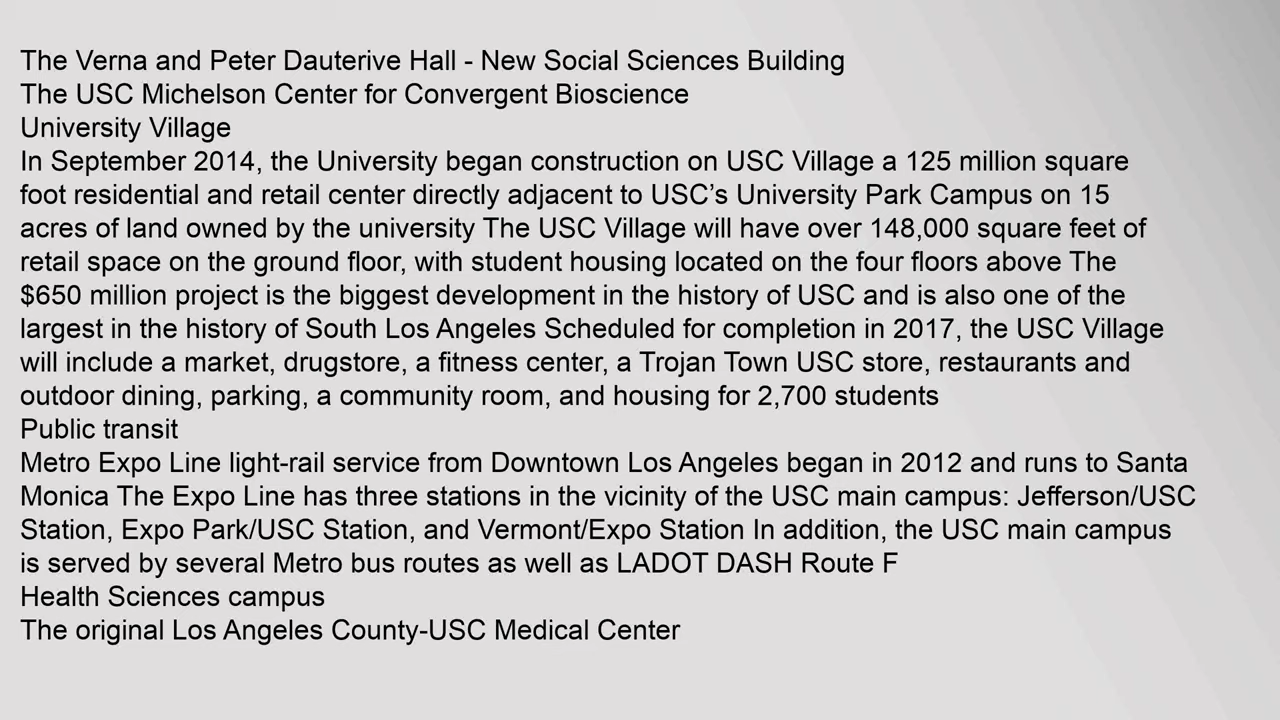 The Verna and Peter Dauterive Hall - New Social Sciences Building
The USC Michelson Center for Convergent Bioscience
University Village
In September 2014, the University began construction on USC Village a 125 million square
foot residential and retail center directly adjacent to USC’s University Park Campus on 15
acres of land owned by the university The USC Village will have over 148,000 square feet of
retail space on the ground floor, with student housing located on the four floors above The
$650 million project is the biggest development in the history of USC and is also one of the
largest in the history of South Los Angeles Scheduled for completion in 2017, the USC Village
will include a market, drugstore, a fitness center, a Trojan Town USC store, restaurants and
outdoor dining, parking, a community room, and housing for 2,700 students
Public transit
Metro Expo Line light-rail service from Downtown Los Angeles began in 2012 and runs to Santa
Monica The Expo Line has three stations in the vicinity of the USC main campus: Jefferson/USC
Station, Expo Park/USC Station, and Vermont/Expo Station In addition, the USC main campus
is served by several Metro bus routes as well as LADOT DASH Route F
Health Sciences campus
The original Los Angeles County-USC Medical Center